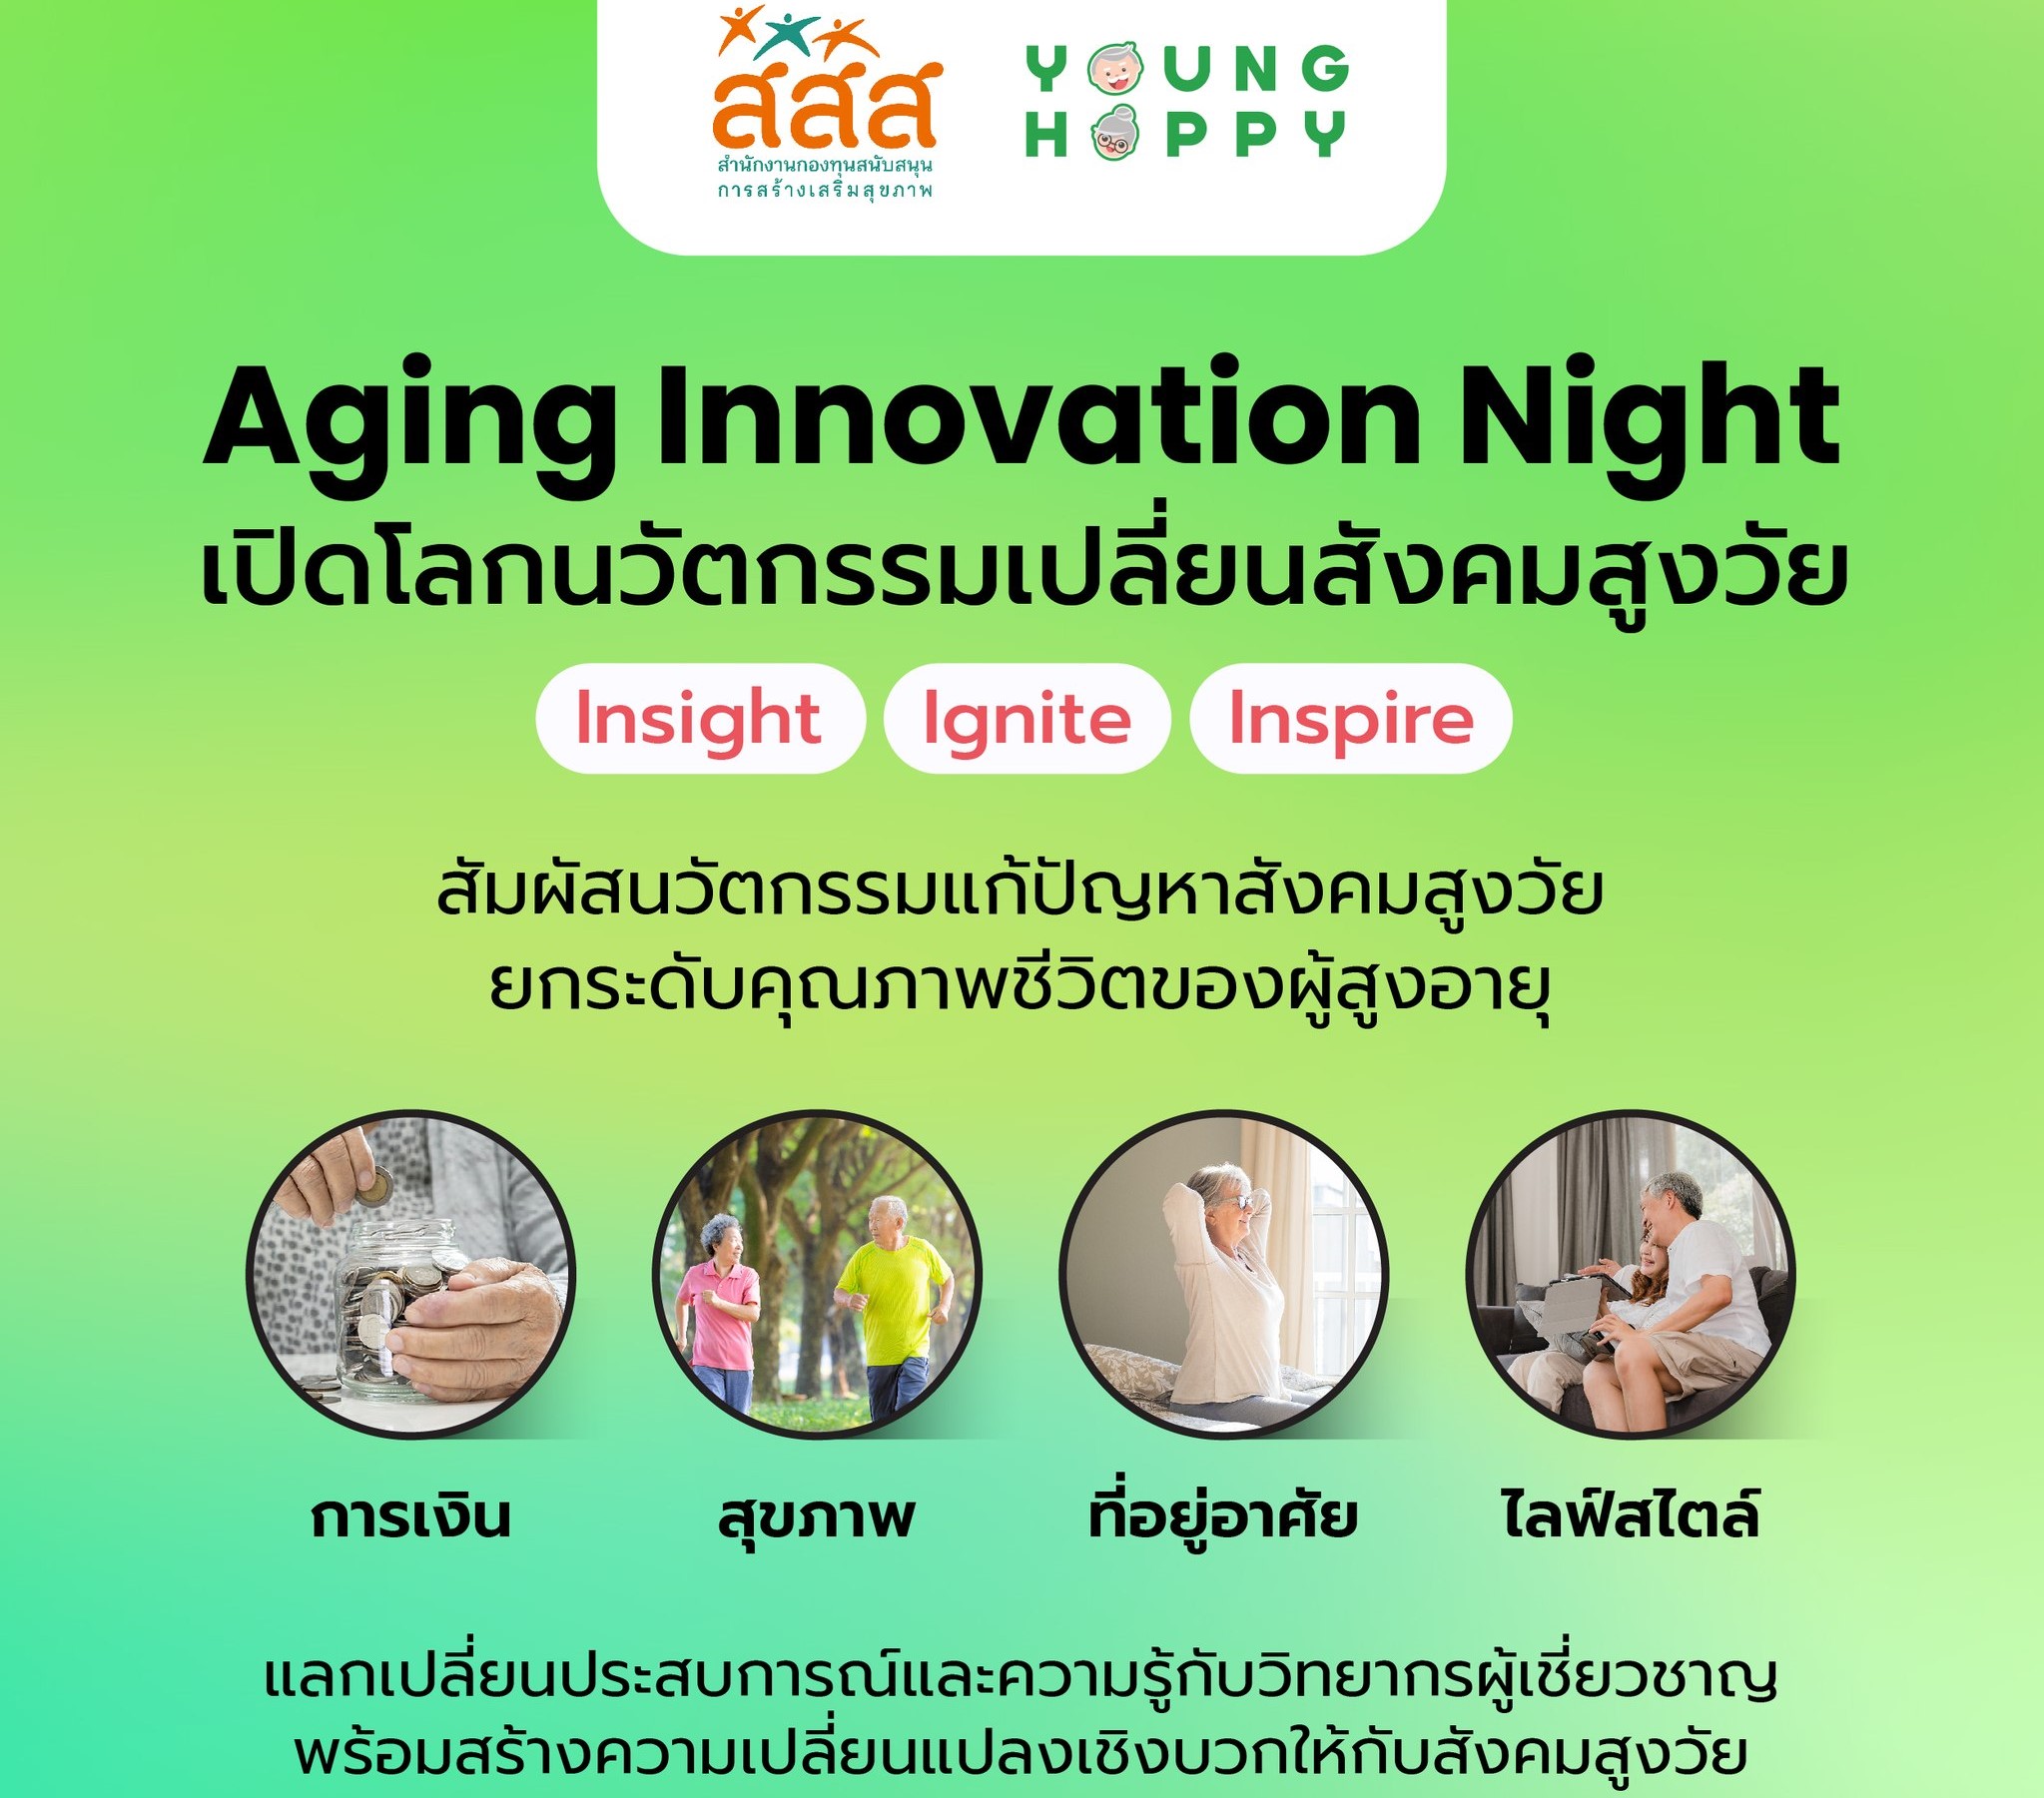 สสส
สำนักงานกองทุนสนับสนุน
การสร้างเสริมสุขภาพ
YOUNG
HAPPY
Aging Innovation Night
เปิดโลกนวัตกรรมเปลี่ยนสังคมสูงวัย
Insight Ignite Inspire
สัมผัสนวัตกรรมแก้ปัญหาสังคมสูงวัย
ยกระดับคุณภาพชีวิตของผู้สูงอายุ
การเงิน สุขภาพ ที่อยู่อาศัย ไลฟ์สไตล์
แลกเปลี่ยนประสบการณ์และความรู้กับวิทยากรผู้เชี่ยวชาญ
พร้อมสร้างความเปลี่ยนแปลงเชิงบวกให้กับสังคมสูงวัย